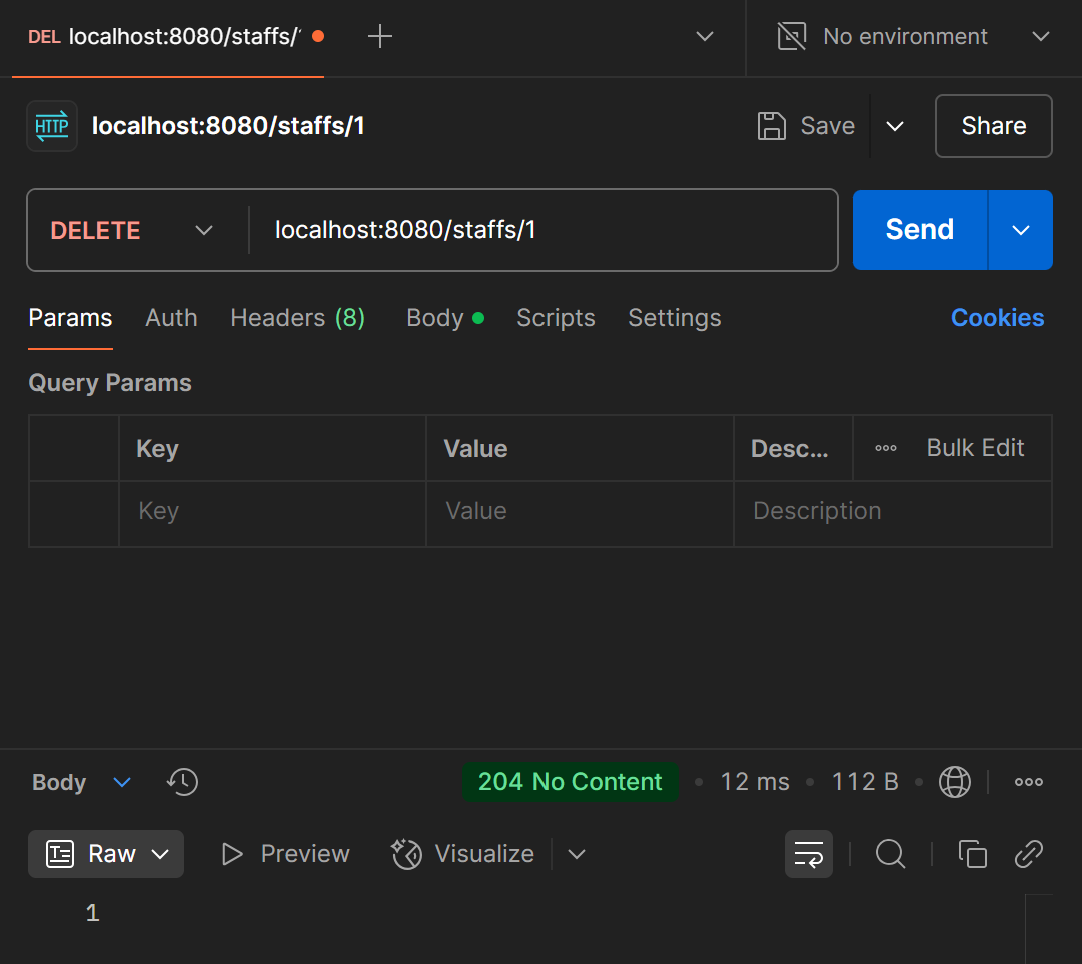 DEL localhost:8080/staffs/1 No environment
HTTP localhost:8080/staffs/1 Save Share
DELETE localhost:8080/staffs/1 Send
Params Auth Headers (8) Body Scripts Settings Cookies
Query Params
Key Value Desc... Bulk Edit
Key Value Description
Body 204 No Content 12 ms 112 B
Raw Preview Visualize
1